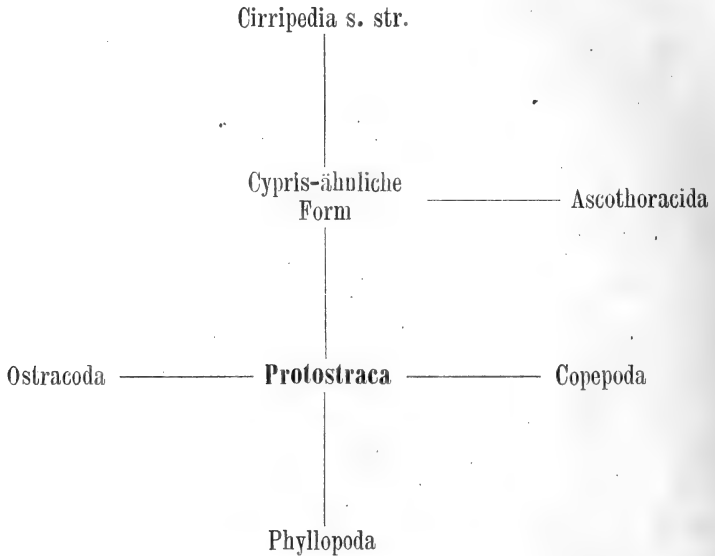 Cirripedia s. str.
Cypris-ähnliche
Form
Ascothoracida
Ostracoda
Protostraca
Copepoda
Phyllopoda